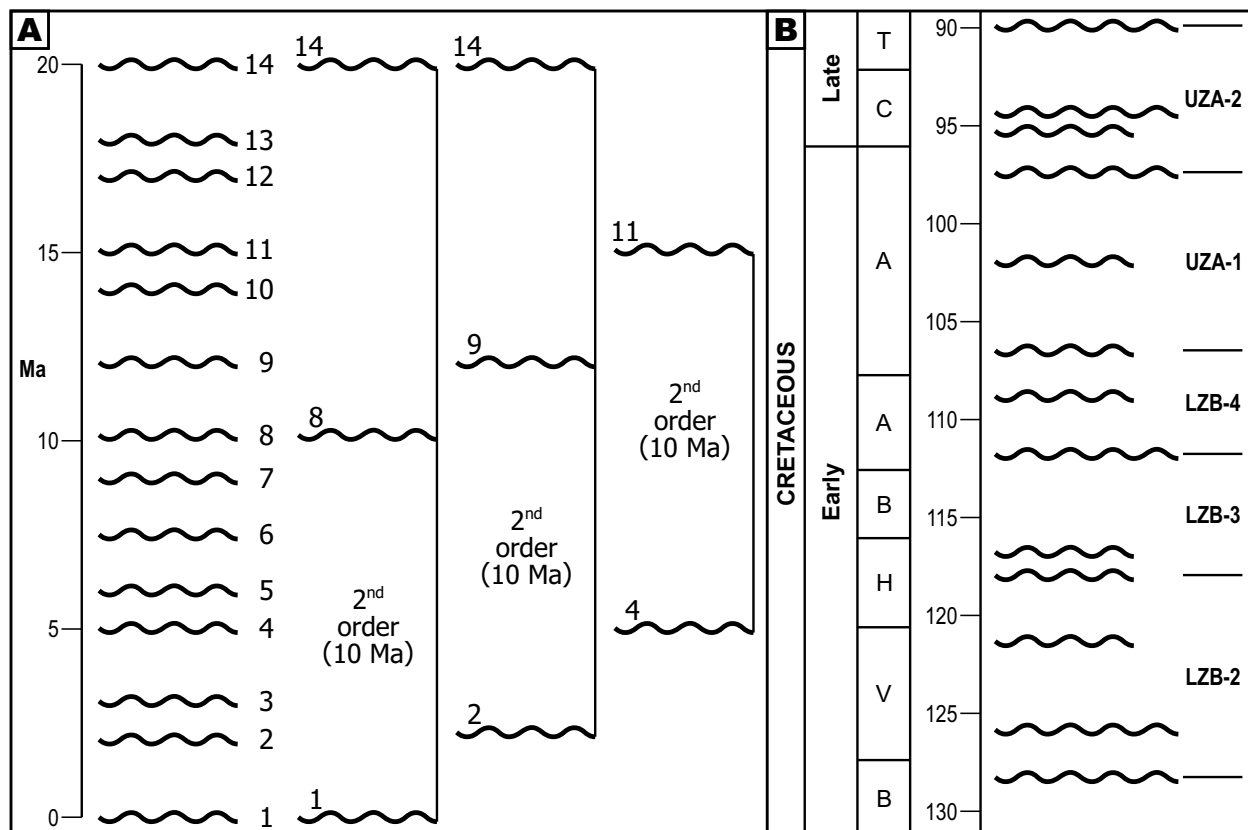 A
20
14
13
12
15
11
10
Ma
9
10
8
7
6
5
5
4
3
2
0
1
14
8
2nd
order
(10 Ma)
1
14
9
2nd
order
(10 Ma)
2
11
2nd
order
(10 Ma)
4
B
CRETACEOUS
Late
Early
T
C
A
A
B
H
V
B
90
95
100
105
110
115
120
125
130
UZA-2
UZA-1
LZB-4
LZB-3
LZB-2